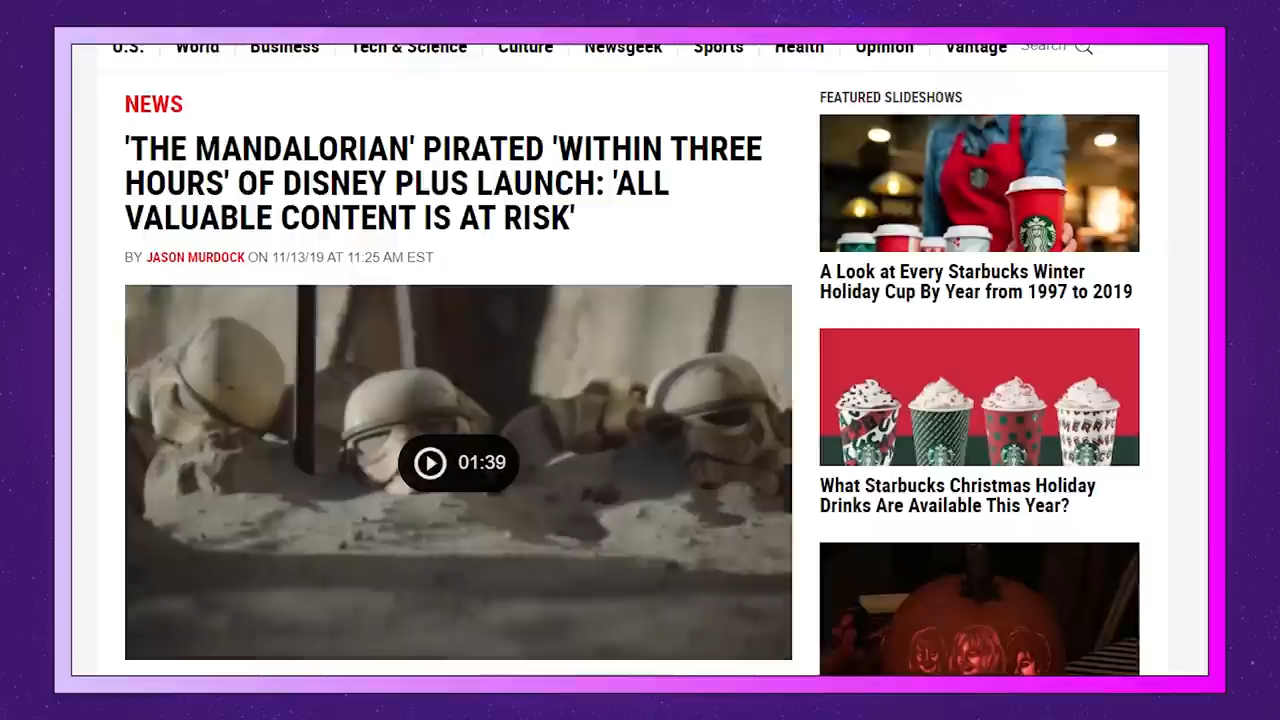 U.S. World Business Tech & Science Culture Newsgeek Sports Health Opinion Vantage Search
NEWS
'THE MANDALORIAN' PIRATED 'WITHIN THREE
HOURS' OF DISNEY PLUS LAUNCH: 'ALL
VALUABLE CONTENT IS AT RISK'
BY JASON MURDOCK ON 11/13/19 AT 11:25 AM EST
01:39
FEATURED SLIDESHOWS
A Look at Every Starbucks Winter
Holiday Cup By Year from 1997 to 2019
What Starbucks Christmas Holiday
Drinks Are Available This Year?